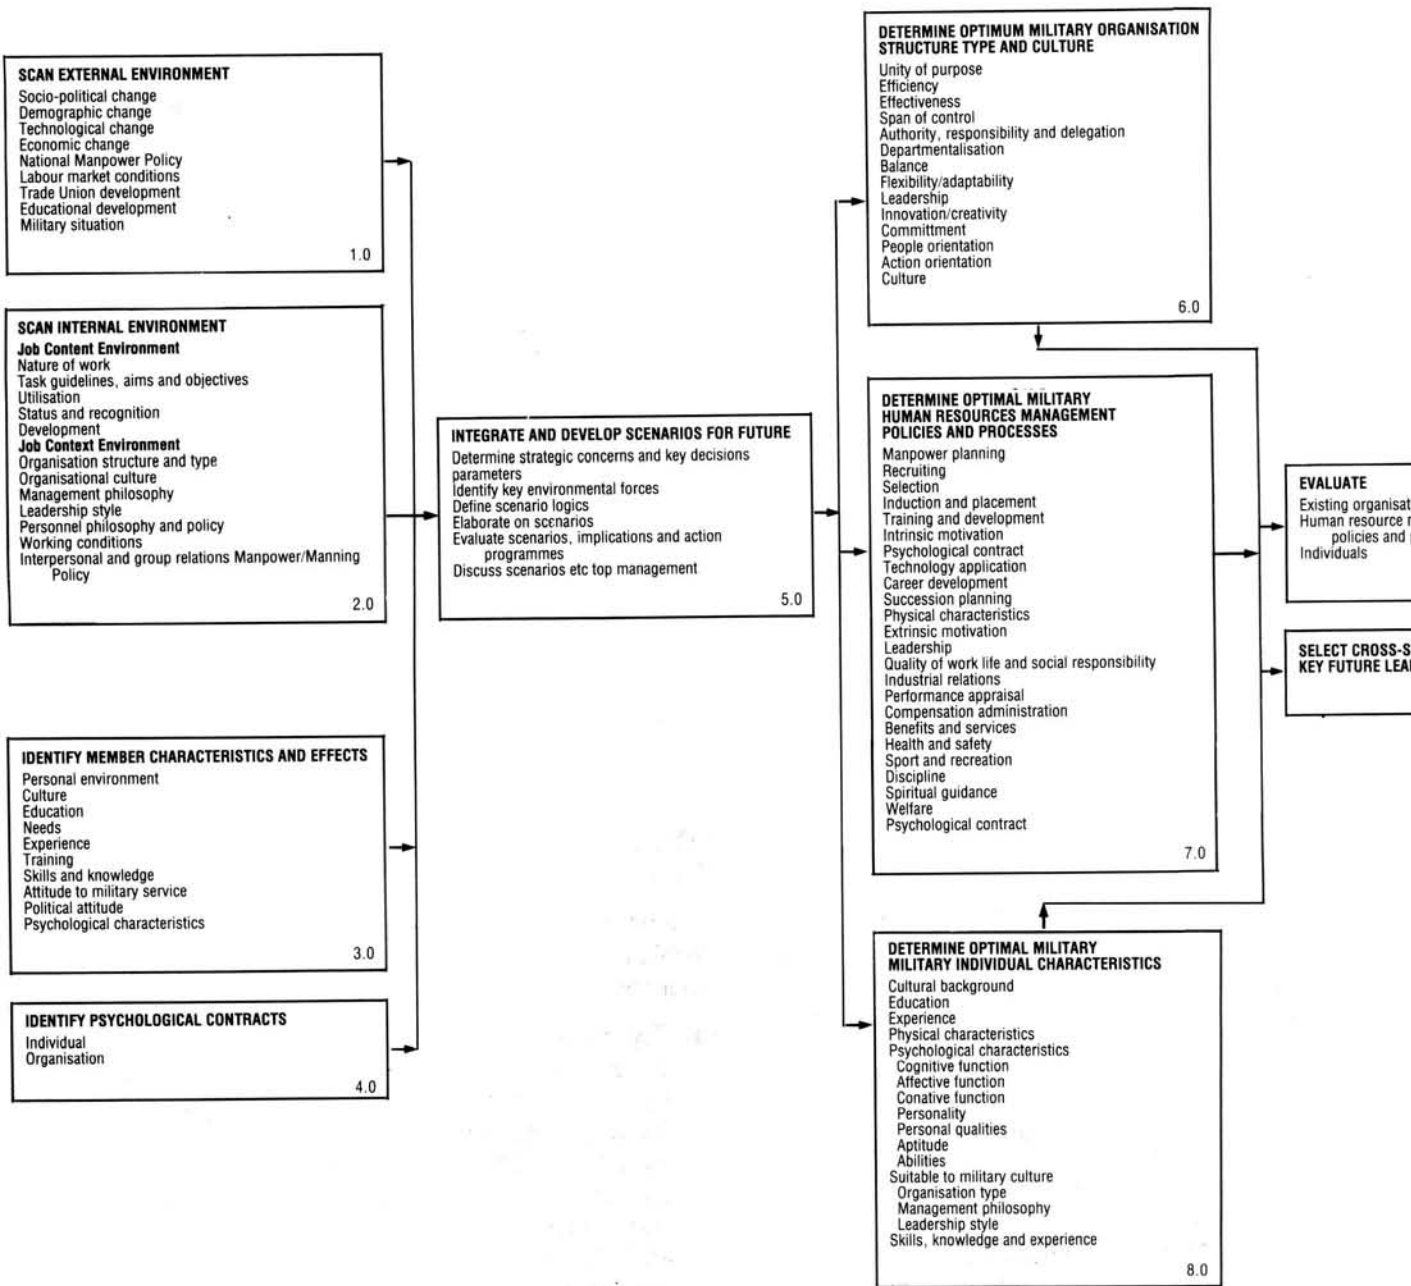 SCAN EXTERNAL ENVIRONMENT
Socio-political change
Demographic change
Technological change
Economic change
National Manpower Policy
Labour market conditions
Trade Union development
Educational development
Military situation
1.0
SCAN INTERNAL ENVIRONMENT
Job Content Environment
Nature of work
Task guidelines, aims and objectives
Utilisation
Status and recognition
Development
Job Context Environment
Organisation structure and type
Organisational culture
Management philosophy
Leadership style
Personnel philosophy and policy
Working conditions
Interpersonal and group relations Manpower/Manning
Policy
2.0
IDENTIFY MEMBER CHARACTERISTICS AND EFFECTS
Personal environment
Culture
Education
Needs
Experience
Training
Skills and knowledge
Attitude to military service
Political attitude
Psychological characteristics
3.0
IDENTIFY PSYCHOLOGICAL CONTRACTS
Individual
Organisation
4.0
INTEGRATE AND DEVELOP SCENARIOS FOR FUTURE
Determine strategic concerns and key decisions
parameters
Identify key environmental forces
Define scenario logics
Elaborate on scenarios
Evaluate scenarios, implications and action
programmes
Discuss scenarios etc top management
5.0
DETERMINE OPTIMUM MILITARY ORGANISATION
STRUCTURE TYPE AND CULTURE
Unity of purpose
Efficiency
Effectiveness
Span of control
Authority, responsibility and delegation
Departmentalisation
Balance
Flexibility/adaptability
Leadership
Innovation/creativity
Committment
People orientation
Action orientation
Culture
6.0
DETERMINE OPTIMAL MILITARY
HUMAN RESOURCES MANAGEMENT
POLICIES AND PROCESSES
Manpower planning
Recruiting
Selection
Induction and placement
Training and development
Intrinsic motivation
Psychological contract
Technology application
Career development
Succession planning
Physical characteristics
Extrinsic motivation
Leadership
Quality of work life and social responsibility
Industrial relations
Performance appraisal
Compensation administration
Benefits and services
Health and safety
Sport and recreation
Discipline
Spiritual guidance
Welfare
Psychological contract
7.0
DETERMINE OPTIMAL MILITARY
MILITARY INDIVIDUAL CHARACTERISTICS
Cultural background
Education
Experience
Physical characteristics
Psychological characteristics
Cognitive function
Affective function
Conative function
Personality
Personal qualities
Aptitude
Abilities
Suitable to military culture
Organisation type
Management philosophy
Leadership style
Skills, knowledge and experience
8.0
EVALUATE
Existing organisat
Human resource
policies and
Individuals
SELECT CROSS-S
KEY FUTURE LEA